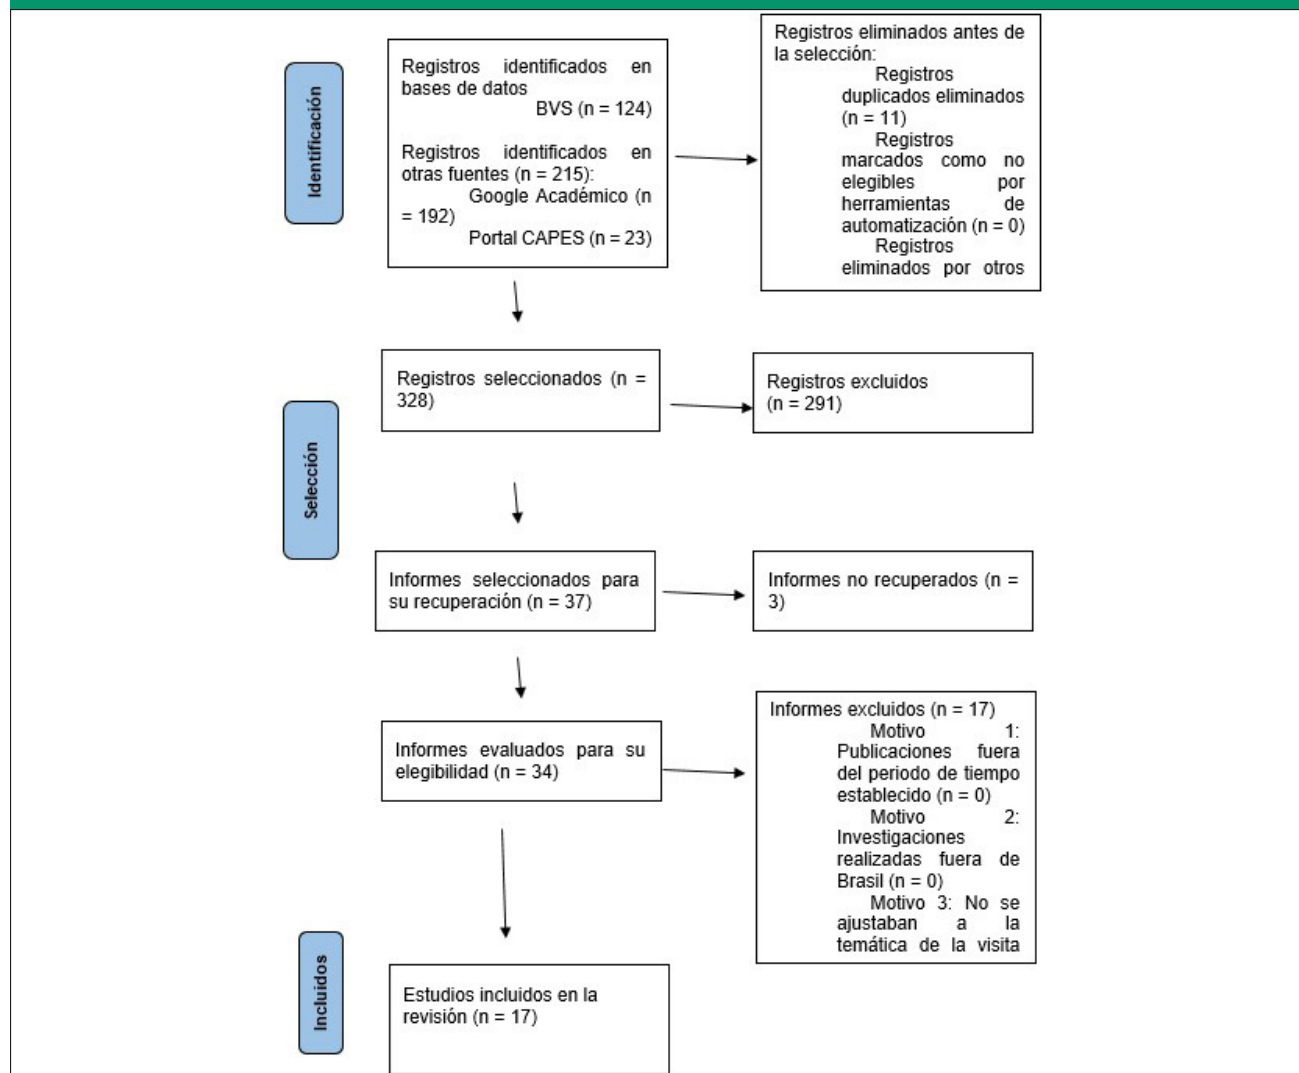 Identificación
Registros identificados en
bases de datos
BVS (n = 124)
Registros identificados en
otras fuentes (n = 215):
Google Académico (n
= 192)
Portal CAPES (n = 23)
Registros eliminados antes de
la selección:
Registros
duplicados eliminados
(n = 11)
Registros
marcados como no
elegibles por
herramientas de
automatización (n = 0)
Registros
eliminados por otros
Selección
Registros seleccionados (n =
328)
Registros excluidos
(n = 291)
Informes seleccionados para
su recuperación (n = 37)
Informes no recuperados (n =
3)
Informes evaluados para su
elegibilidad (n = 34)
Informes excluidos (n = 17)
Motivo 1:
Publicaciones fuera
del periodo de tiempo
establecido (n = 0)
Motivo 2:
Investigaciones
realizadas fuera de
Brasil (n = 0)
Motivo 3: No se
ajustaban a la
temática de la visita
Incluidos
Estudios incluidos en la
revisión (n = 17)